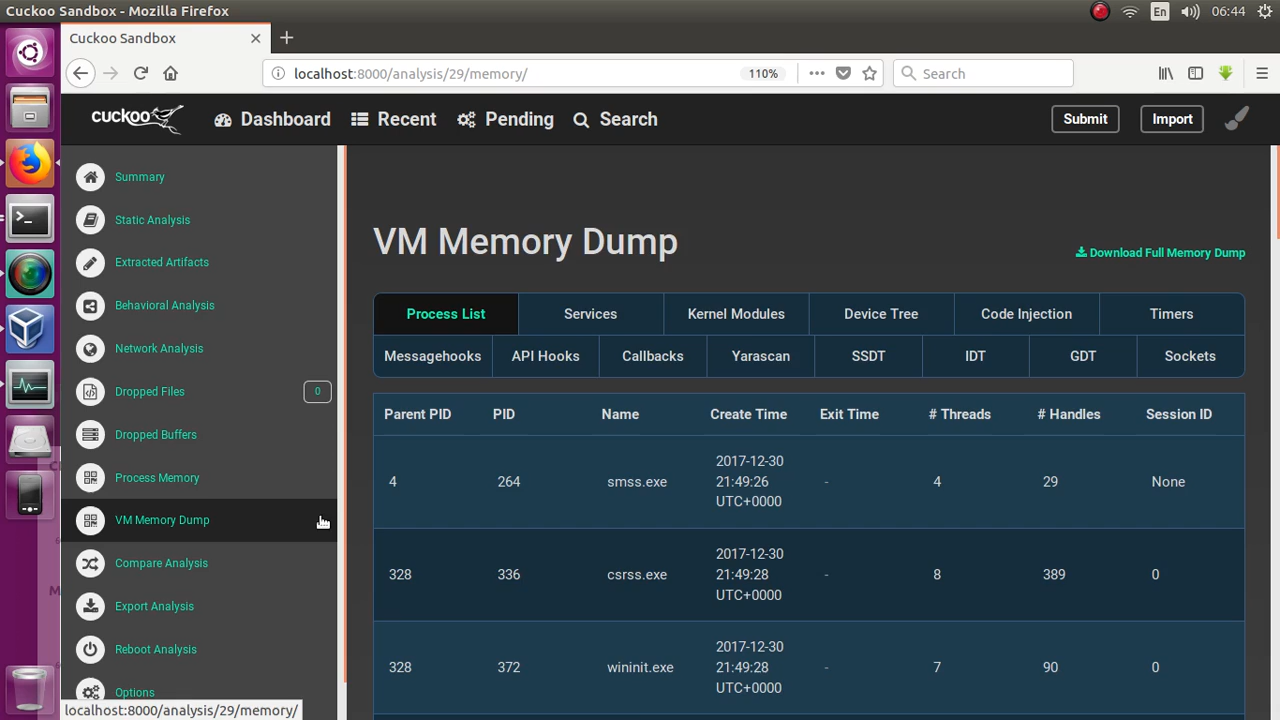 Cuckoo Sandbox - Mozilla Firefox
En
06:44
Cuckoo Sandbox
localhost:8000/analysis/29/memory/
110%
Search
cuckoo
Dashboard
Recent
Pending
Search
Submit
Import
Summary
Static Analysis
Extracted Artifacts
Behavioral Analysis
Network Analysis
Dropped Files
0
Dropped Buffers
Process Memory
VM Memory Dump
Compare Analysis
Export Analysis
Reboot Analysis
Options
localhost:8000/analysis/29/memory/
VM Memory Dump
Download Full Memory Dump
Process List Services Kernel Modules Device Tree Code Injection Timers
Messagehooks API Hooks Callbacks Yarascan SSDT IDT GDT Sockets
Parent PID PID Name Create Time Exit Time # Threads # Handles Session ID
4 264 smss.exe 2017-12-30 21:49:26 UTC+0000 - 4 29 None
328 336 csrss.exe 2017-12-30 21:49:28 UTC+0000 - 8 389 0
328 372 wininit.exe 2017-12-30 21:49:28 UTC+0000 - 7 90 0